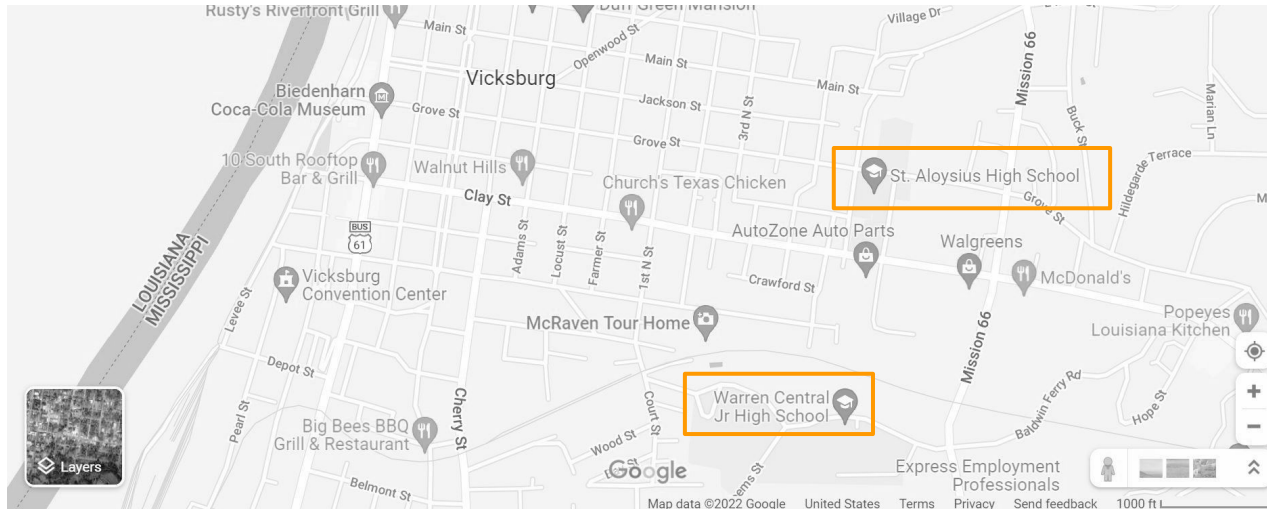 Rusty's Riverfront Grill
Duff Green Mansion
Village Dr
Main St
Openwood St
Mission 66
Vicksburg
Main St
Main St
Biedenharn
Coca-Cola Museum
Jackson St
3rd N St
Buck St
Marian Ln
Grove St
Grove St
10 South Rooftop
Bar & Grill
Walnut Hills
Church's Texas Chicken
St. Aloysius High School
Hildegarde Terrace
Clay St
Grove St
BUS
61
AutoZone Auto Parts
Walgreens
McDonald's
LOUISIANA
MISSISSIPPI
Adams St
Locust St
Farmer St
1st N St
Crawford St
Vicksburg
Convention Center
Levee St
McRaven Tour Home
Popeyes
Louisiana Kitchen
Mission 66
Depot St
Cherry St
Pearl St
Warren Central
Jr High School
Court St
Baldwin Ferry Rd
Hope St
Big Bees BBQ
Grill & Restaurant
Wood St
Layers
Google
Express Employment
Professionals
Belmont St
Map data ©2022 Google
United States
Terms
Privacy
Send feedback
1000 ft